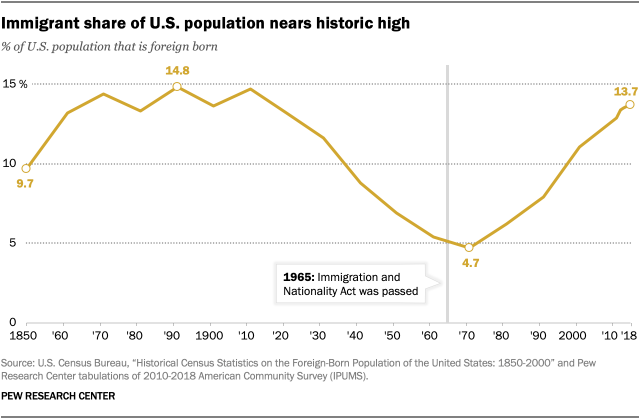 Immigrant share of U.S. population nears historic high
% of U.S. population that is foreign born
15 %
14.8
13.7
10
9.7
5
4.7
1965: Immigration and
Nationality Act was passed
0
1850 '60 '70 '80 '90 1900 '10 '20 '30 '40 '50 '60 '70 '80 '90 2000 '10 '18
Source: U.S. Census Bureau, “Historical Census Statistics on the Foreign-Born Population of the United States: 1850-2000” and Pew
Research Center tabulations of 2010-2018 American Community Survey (IPUMS).
PEW RESEARCH CENTER